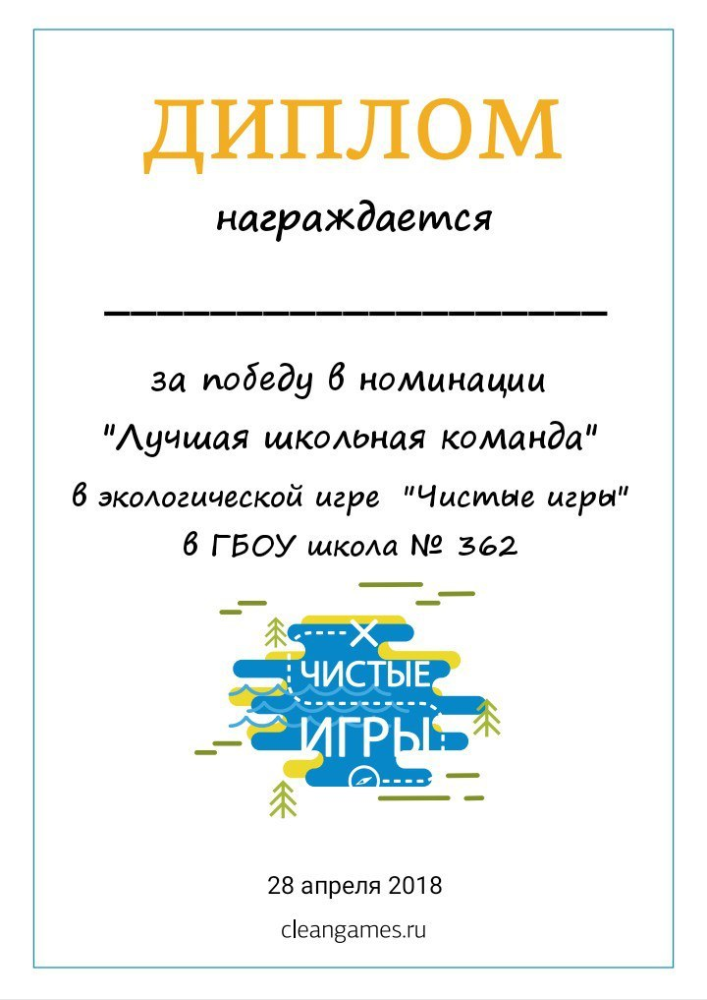 ДИПЛОМ
награждается
____________________
за победу в номинации
"Лучшая школьная команда"
в экологической игре "Чистые игры"
в ГБОУ школа № 362
ЧИСТЫЕ
ИГРЫ
28 апреля 2018
cleangames.ru